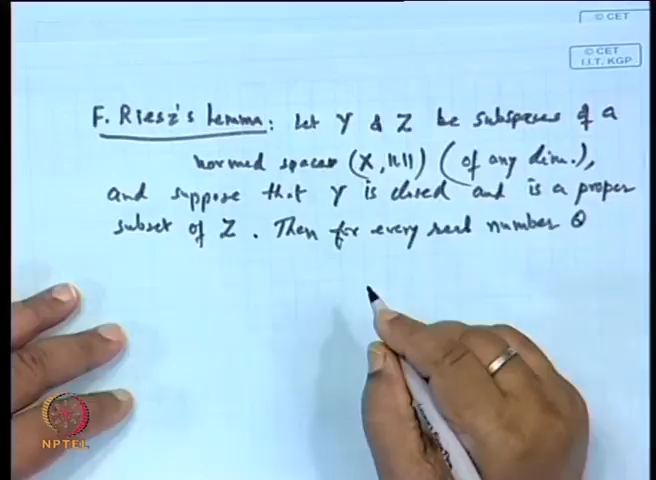 © CET
© CET
I.I.T. KGP
F. Riesz's Lemma: Let Y & Z be subspaces of a
normed spaces (X, ||·||) (of any dim.),
and suppose that Y is closed and is a proper
subset of Z. Then for every real number θ
NPTEL